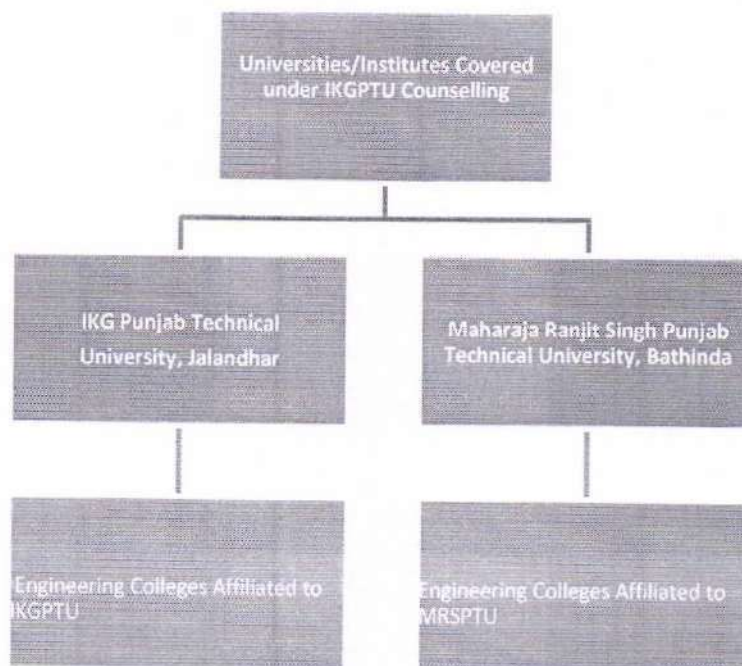 Universities/Institutes Covered
under IKGPTU Counselling
IKG Punjab Technical
University, Jalandhar
Maharaja Ranjit Singh Punjab
Technical University, Bathinda
Engineering Colleges Affiliated to
IKGPTU
Engineering Colleges Affiliated to
MRSPTU